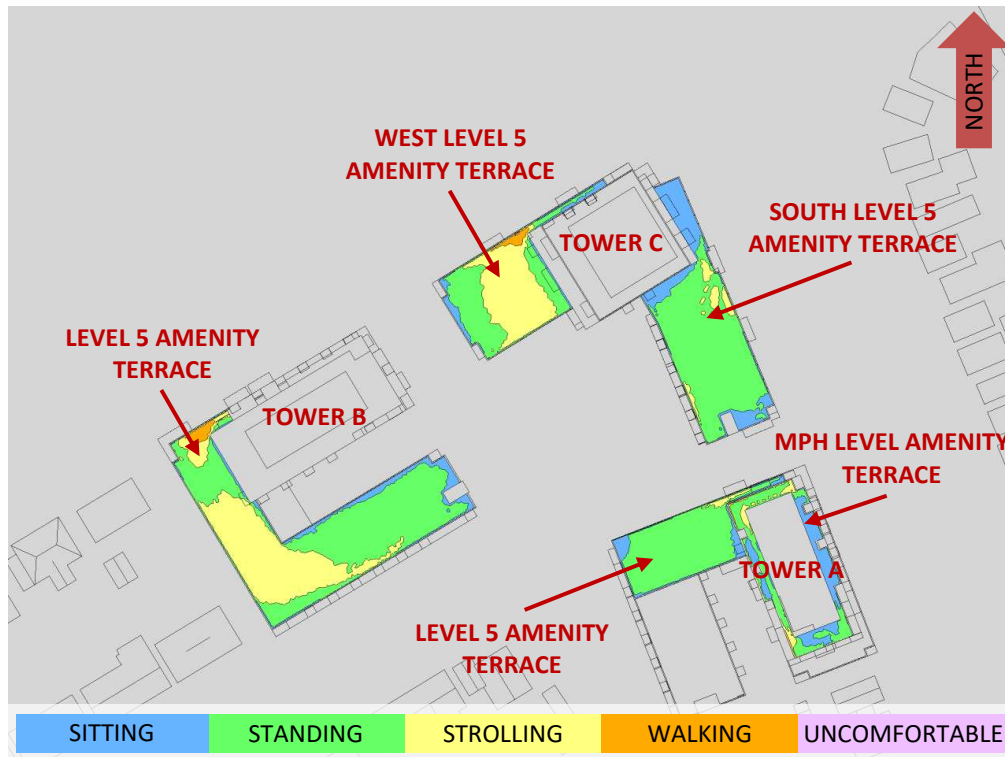 NORTH
WEST LEVEL 5
AMENITY TERRACE
SOUTH LEVEL 5
AMENITY TERRACE
TOWER C
LEVEL 5 AMENITY
TERRACE
TOWER B
MPH LEVEL AMENITY
TERRACE
TOWER A
LEVEL 5 AMENITY
TERRACE
SITTING
STANDING
STROLLING
WALKING
UNCOMFORTABLE